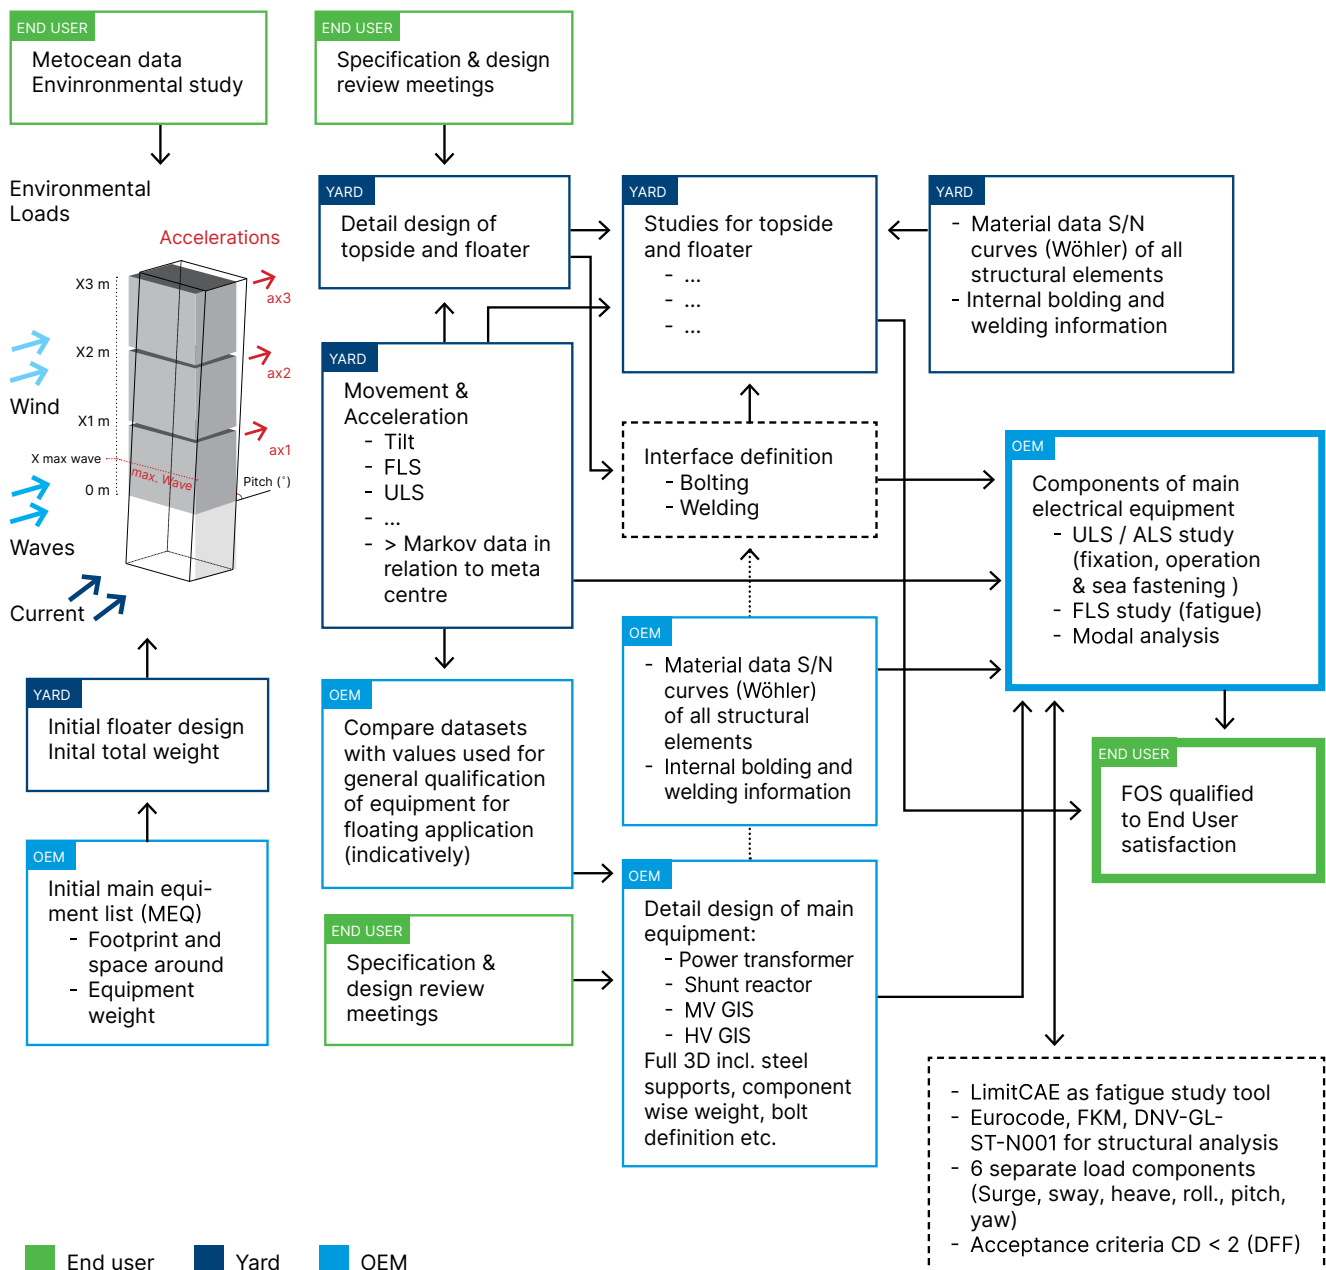 END USER
Metocean data
Envinronmental study
END USER
Specification & design
review meetings
Environmental
Loads
Accelerations
X3 m
ax3
X2 m
ax2
Wind
X1 m
ax1
X max wave
max. Wave
Pitch (°)
0 m
Waves
Current
YARD
Initial floater design
Inital total weight
OEM
Initial main equi-
ment list (MEQ)
- Footprint and
space around
- Equipment
weight
YARD
Detail design of
topside and floater
YARD
Movement &
Acceleration
- Tilt
- FLS
- ULS
- ...
- > Markov data in
relation to meta
centre
OEM
Compare datasets
with values used for
general qualification
of equipment for
floating application
(indicatively)
END USER
Specification &
design review
meetings
YARD
Studies for topside
and floater
- ...
- ...
- ...
Interface definition
- Bolting
- Welding
OEM
- Material data S/N
curves (Wöhler)
of all structural
elements
- Internal bolding and
welding information
OEM
Detail design of main
equipment:
- Power transformer
- Shunt reactor
- MV GIS
- HV GIS
Full 3D incl. steel
supports, component
wise weight, bolt
definition etc.
YARD
- Material data S/N
curves (Wöhler) of all
structural elements
- Internal bolding and
welding information
OEM
Components of main
electrical equipment
- ULS / ALS study
(fixation, operation
& sea fastening )
- FLS study (fatigue)
- Modal analysis
END USER
FOS qualified
to End User
satisfaction
- LimitCAE as fatigue study tool
- Eurocode, FKM, DNV-GL-
ST-N001 for structural analysis
- 6 separate load components
(Surge, sway, heave, roll., pitch,
yaw)
- Acceptance criteria CD < 2 (DFF)
End user
Yard
OEM